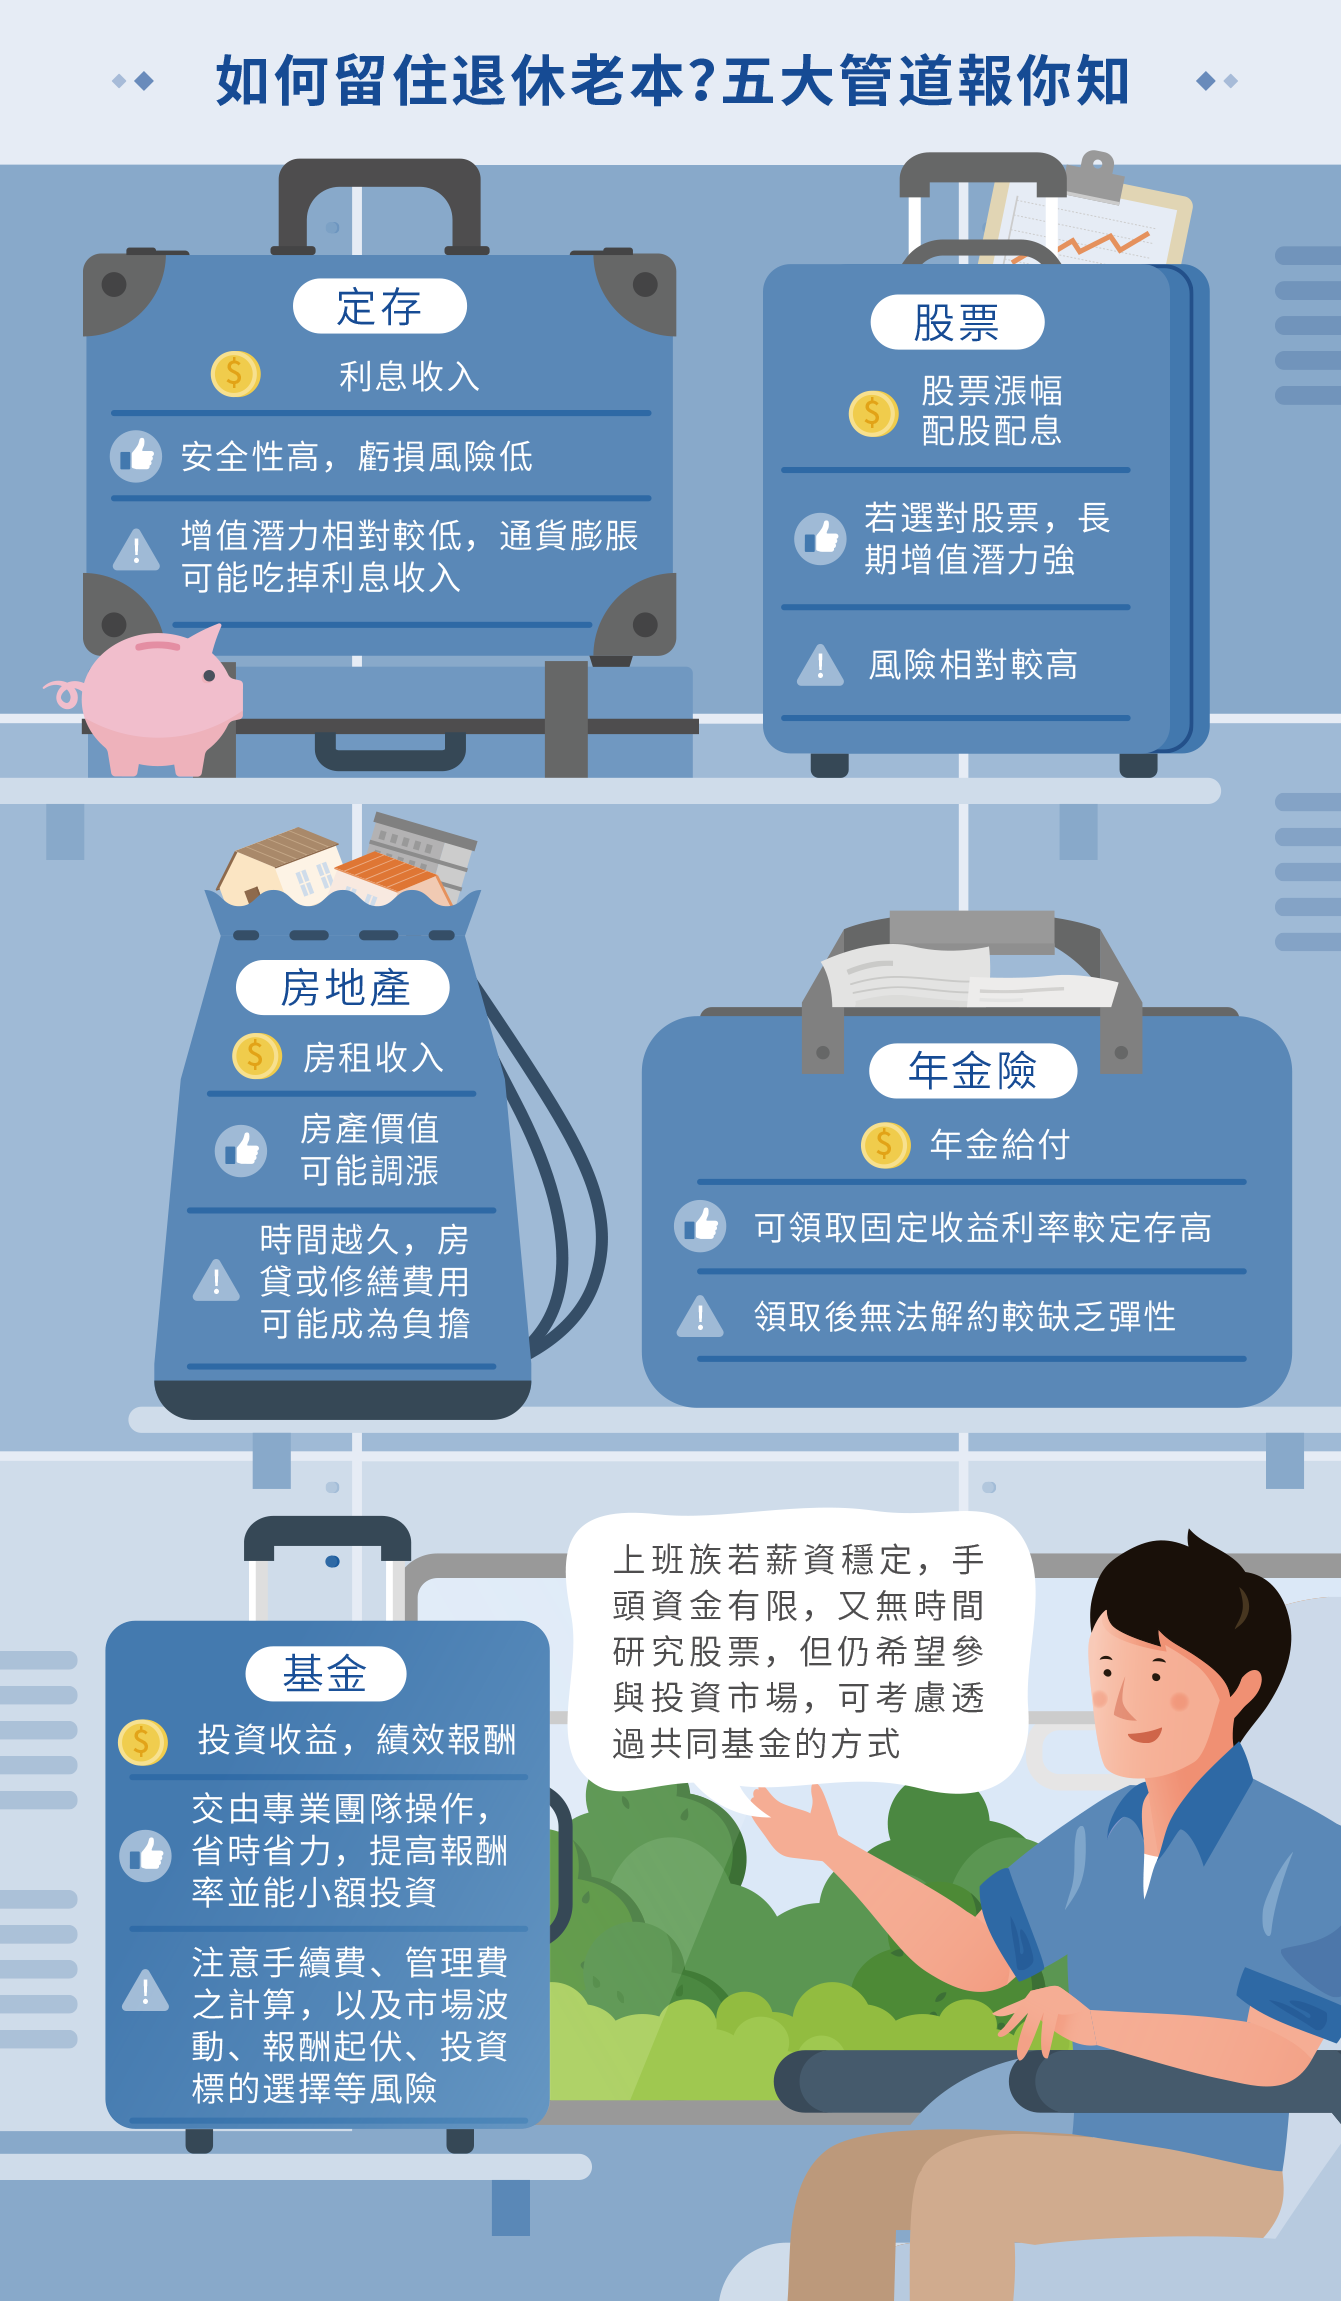 如何留住退休老本?五大管道報你知
定存
利息收入
安全性高，虧損風險低
增值潛力相對較低，通貨膨脹
可能吃掉利息收入
股票
股票漲幅
配股配息
若選對股票，長
期增值潛力強
風險相對較高
房地產
房租收入
房產價值
可能調漲
時間越久，房
貸或修繕費用
可能成為負擔
年金險
年金給付
可領取固定收益利率較定存高
領取後無法解約較缺乏彈性
基金
投資收益，績效報酬
交由專業團隊操作，
省時省力，提高報酬
率並能小額投資
注意手續費、管理費
之計算，以及市場波
動、報酬起伏、投資
標的選擇等風險
上班族若薪資穩定，手
頭資金有限，又無時間
研究股票，但仍希望參
與投資市場，可考慮透
過共同基金的方式